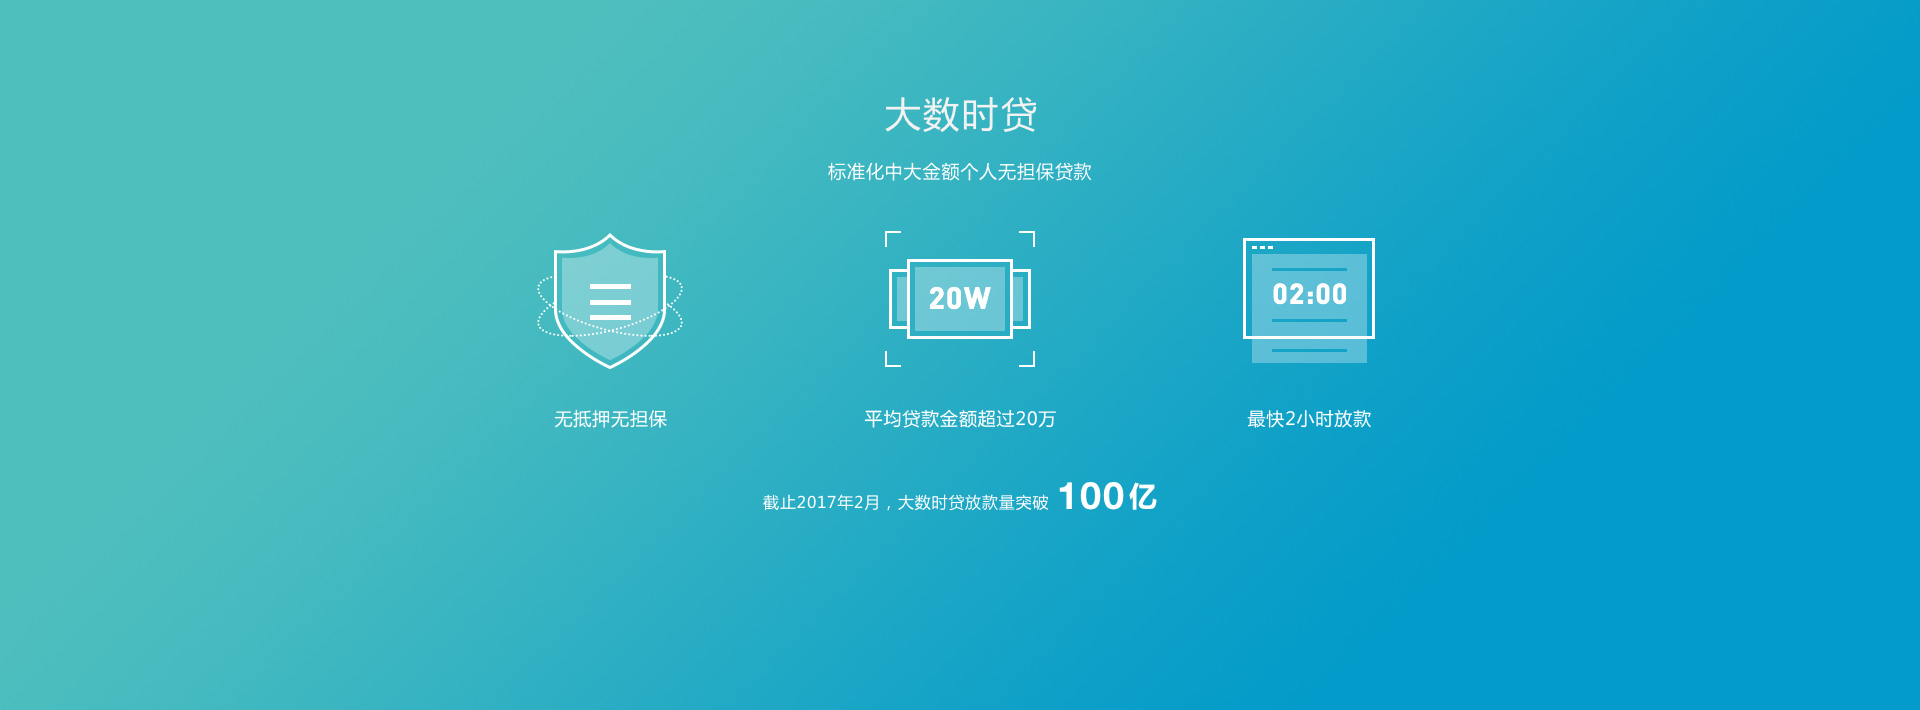 大数时贷
标准化中大金额个人无担保贷款
20W
02:00
无抵押无担保
平均贷款金额超过20万
最快2小时放款
截止2017年2月，大数时贷放款量突破 100亿